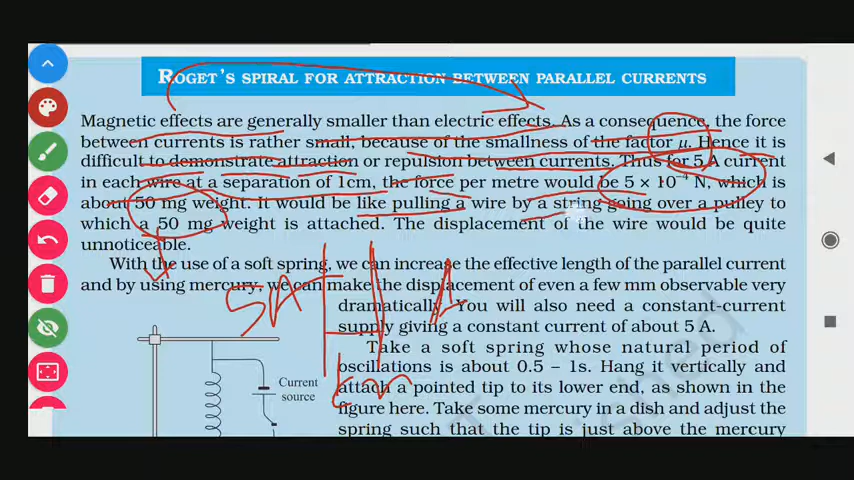 ROGET'S SPIRAL FOR ATTRACTION BETWEEN PARALLEL CURRENTS
Magnetic effects are generally smaller than electric effects. As a consequence, the force
between currents is rather small, because of the smallness of the factor μ. Hence it is
difficult to demonstrate attraction or repulsion between currents. Thus for 5 A current
in each wire at a separation of 1cm, the force per metre would be 5 × 10⁻⁴ N, which is
about 50 mg weight. It would be like pulling a wire by a string going over a pulley to
which a 50 mg weight is attached. The displacement of the wire would be quite
unnoticeable.
With the use of a soft spring, we can increase the effective length of the parallel current
and by using mercury, we can make the displacement of even a few mm observable very
dramatically. You will also need a constant-current
supply giving a constant current of about 5 A.
Take a soft spring whose natural period of
oscillations is about 0.5 – 1s. Hang it vertically and
attach a pointed tip to its lower end, as shown in the
figure here. Take some mercury in a dish and adjust the
spring such that the tip is just above the mercury
Current
source
5A